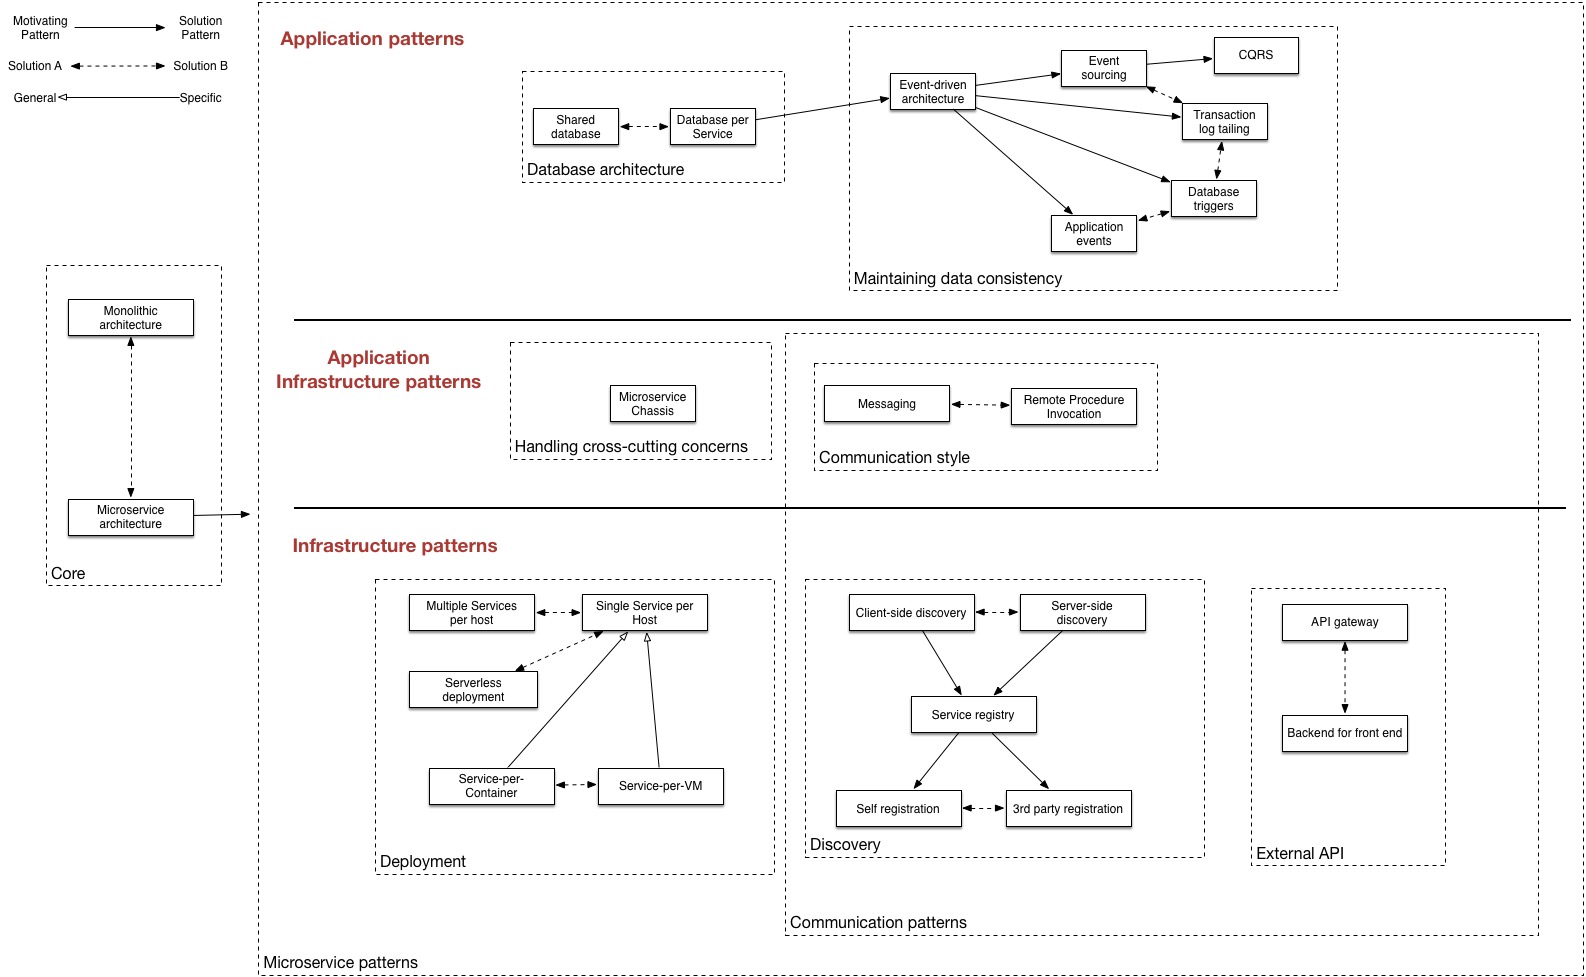 Motivating
Pattern
Solution
Pattern
Solution A
Solution B
General
Specific
Application patterns
Shared
database
Database per
Service
Database architecture
Event-driven
architecture
Event
sourcing
CQRS
Transaction
log tailing
Database
triggers
Application
events
Maintaining data consistency
Monolithic
architecture
Microservice
architecture
Core
Application
Infrastructure patterns
Microservice
Chassis
Handling cross-cutting concerns
Messaging
Remote Procedure
Invocation
Communication style
Infrastructure patterns
Multiple Services
per host
Single Service per
Host
Serverless
deployment
Service-per-
Container
Service-per-VM
Deployment
Client-side discovery
Server-side
discovery
Service registry
Self registration
3rd party registration
Discovery
API gateway
Backend for front end
External API
Communication patterns
Microservice patterns